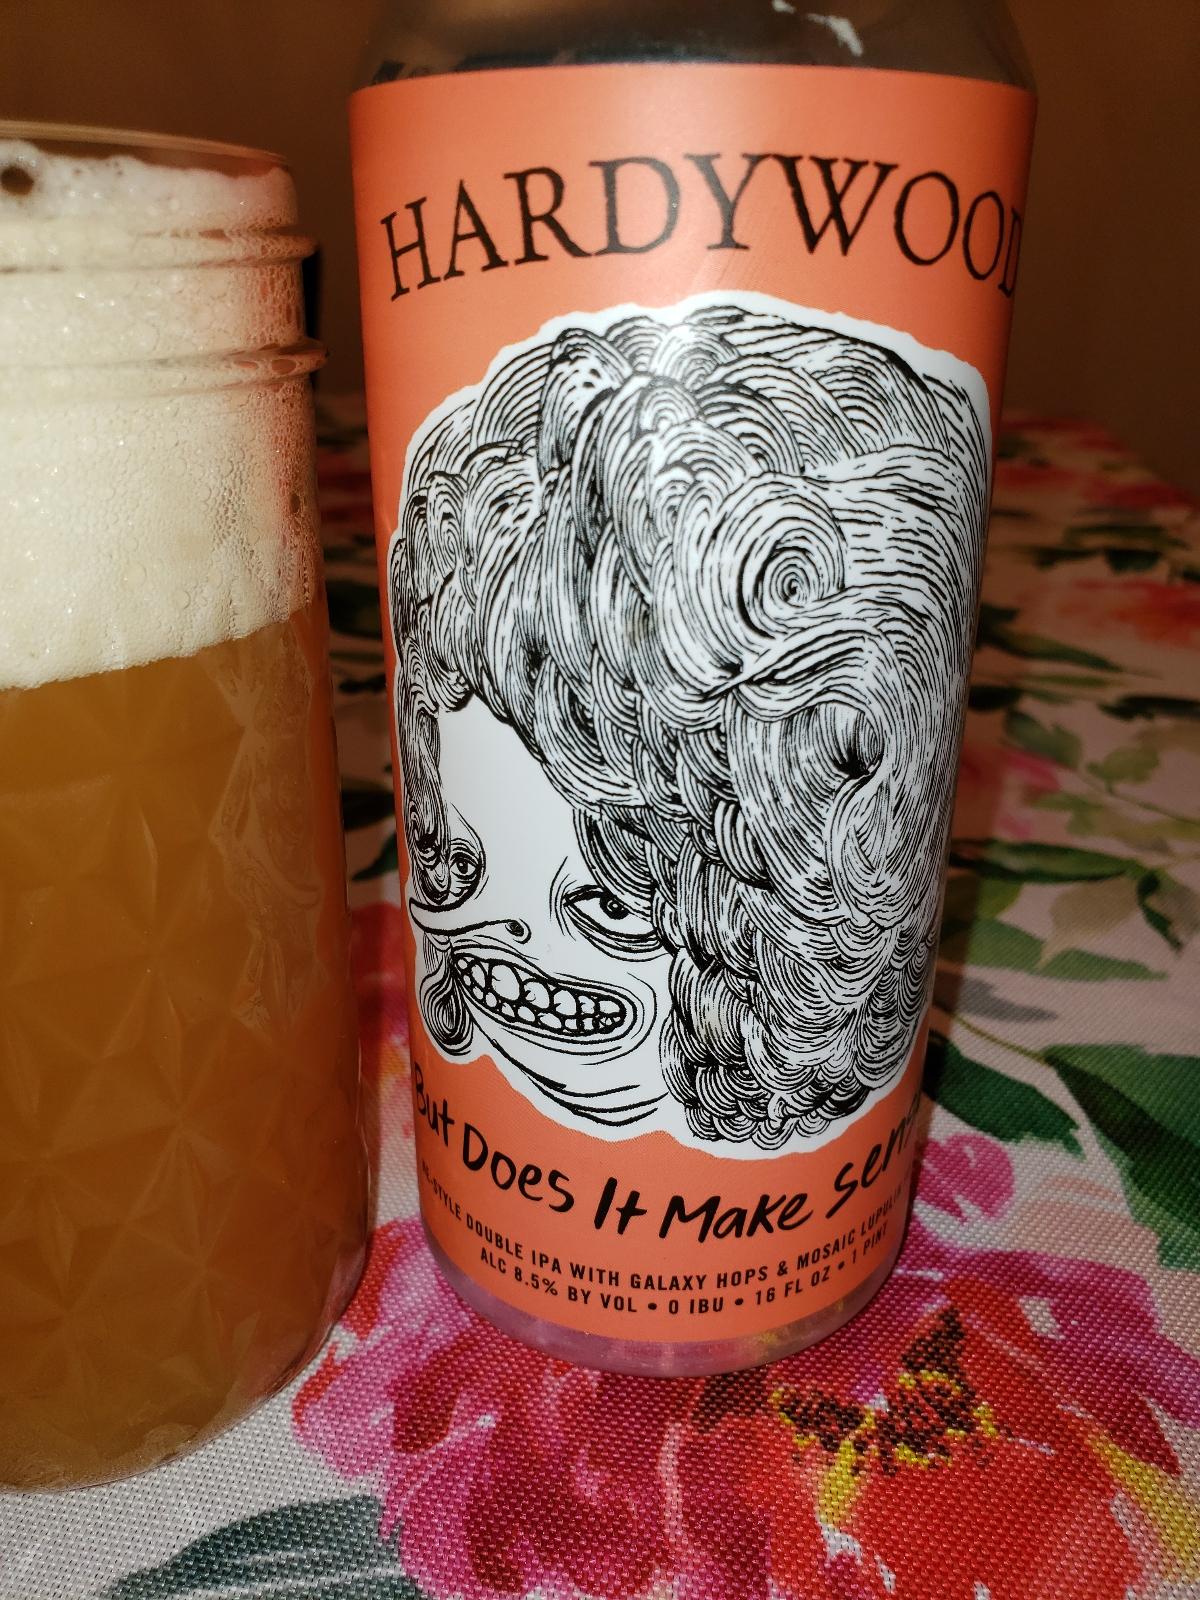 HARDYWOOD
But Does It Make
DOUBLE IPA WITH GALAXY HOPS & MOSAIC
ALC 8.5% BY VOL • 0 IBU • 16 FL OZ • 1 PINT